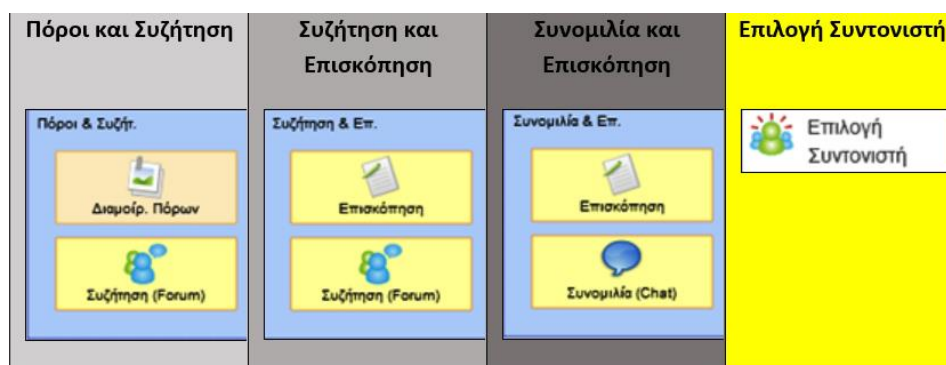 Πόροι και Συζήτηση
Συζήτηση και
Επισκόπηση
Συνομιλία και
Επισκόπηση
Επιλογή Συντονιστή
Πόροι & Συζήτ.
Διαμοίρ. Πόρων
Συζήτηση (Forum)
Συζήτηση & Επ.
Επισκόπηση
Συζήτηση (Forum)
Συνομιλία & Επ.
Επισκόπηση
Συνομιλία (Chat)
Επιλογή
Συντονιστή